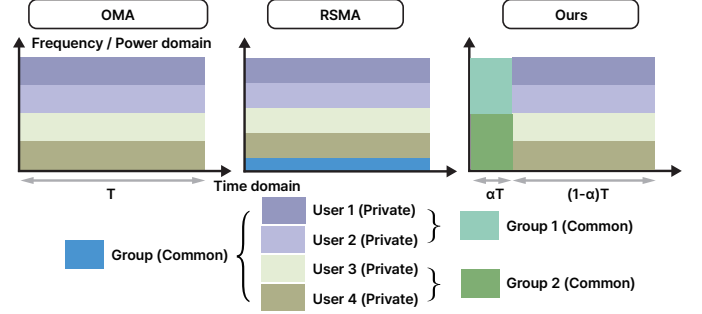 OMA
RSMA
Ours
Frequency / Power domain
T
Time domain
αT
(1-α)T
Group (Common)
User 1 (Private)
User 2 (Private)
User 3 (Private)
User 4 (Private)
Group 1 (Common)
Group 2 (Common)